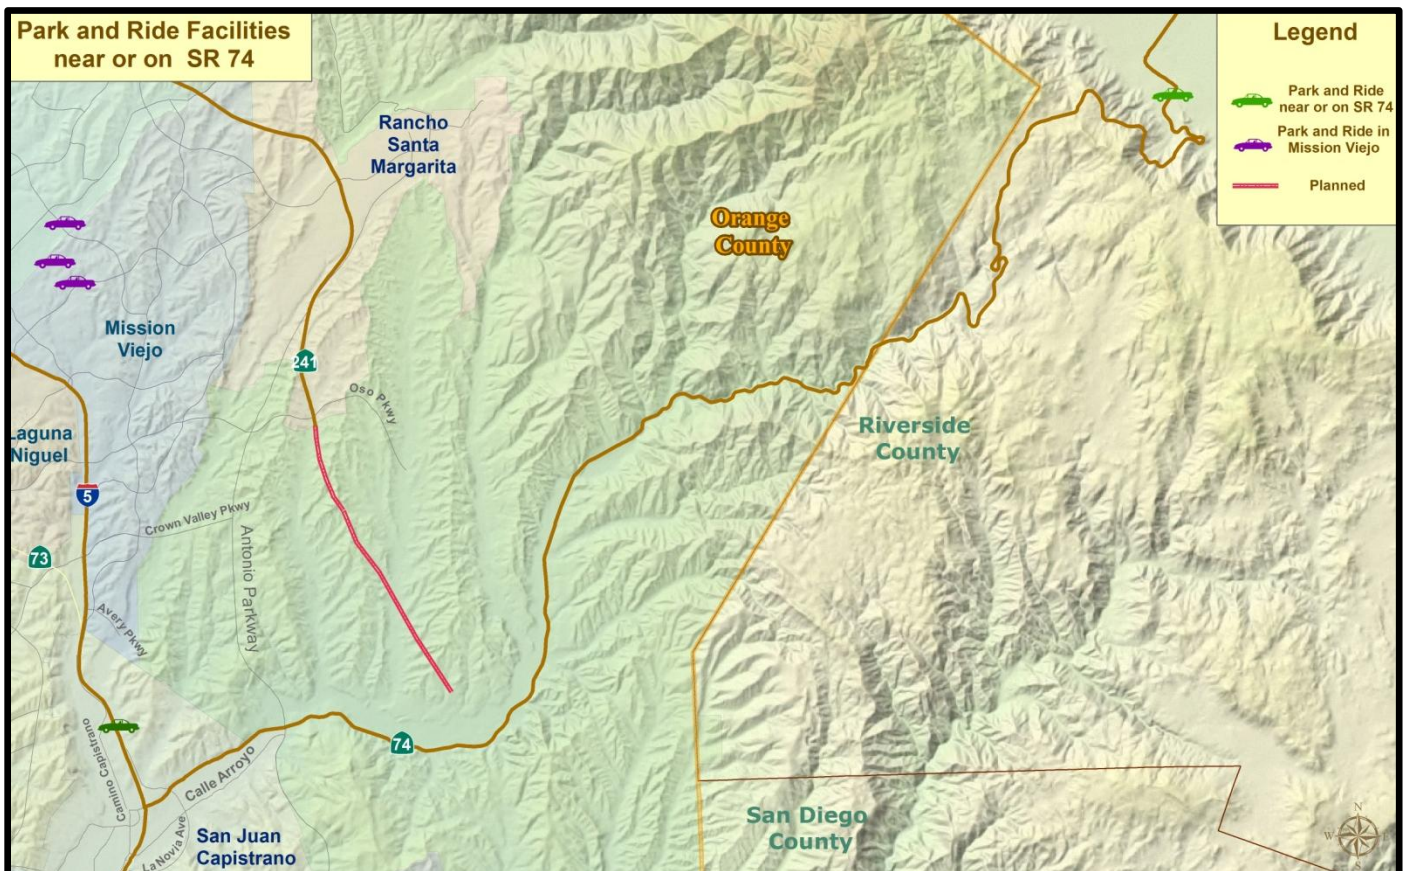 Park and Ride Facilities
near or on SR 74
Legend
Park and Ride
near or on SR 74
Park and Ride in
Mission Viejo
Planned
Rancho
Santa
Margarita
Orange
County
Mission
Viejo
241
Oso Pkwy
Laguna
Niguel
Riverside
County
5
Crown Valley Pkwy
73
Antonio Parkway
Avery Pkwy
Camino Capistrano
74
Calle Arroyo
La Novia Ave
San Juan
Capistrano
San Diego
County
N
W
E
S